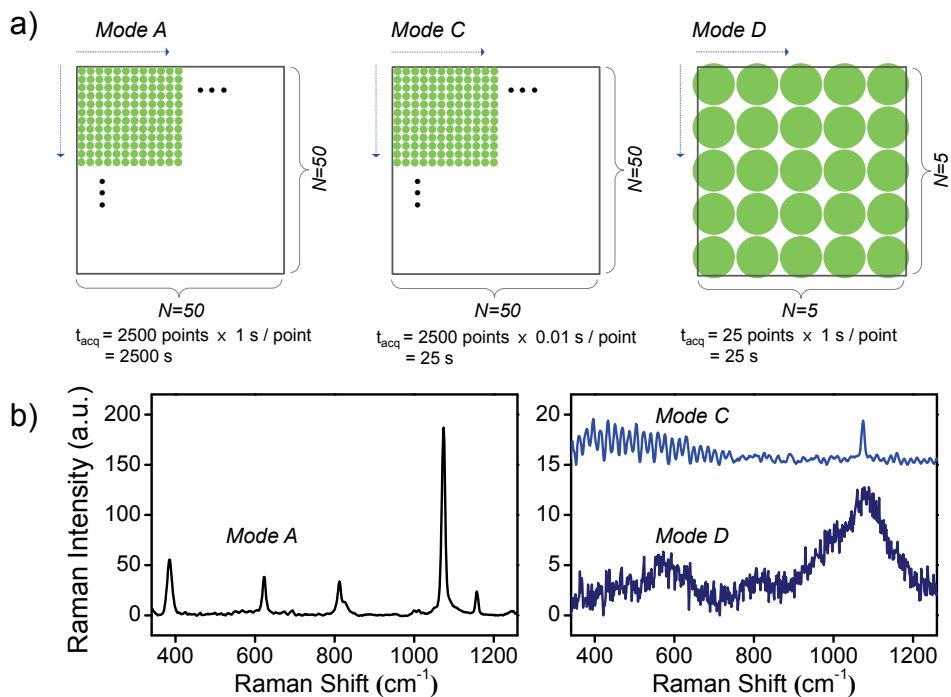 a)
Mode A
Mode C
Mode D
N=50
N=50
N=5
N=50
N=50
N=5
t_acq = 2500 points x 1 s / point
= 2500 s
t_acq = 2500 points x 0.01 s / point
= 25 s
t_acq = 25 points x 1 s / point
= 25 s
b)
Raman Intensity (a.u.)
200
150
100
50
0
Mode A
400 600 800 1000 1200
Raman Shift (cm⁻¹)
20
15
10
5
0
Mode C
Mode D
400 600 800 1000 1200
Raman Shift (cm⁻¹)